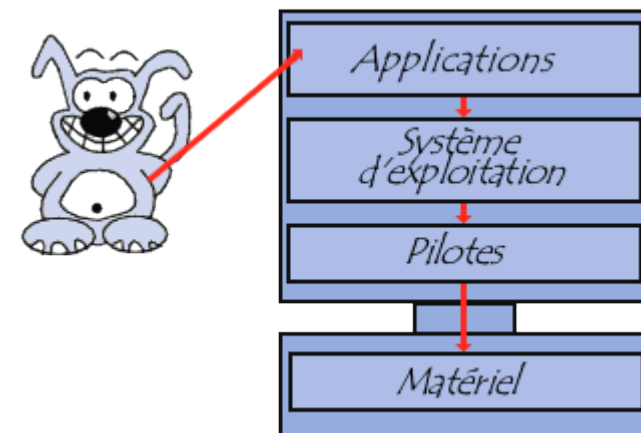 Applications
Système
d'exploitation
Pilotes
Matériel